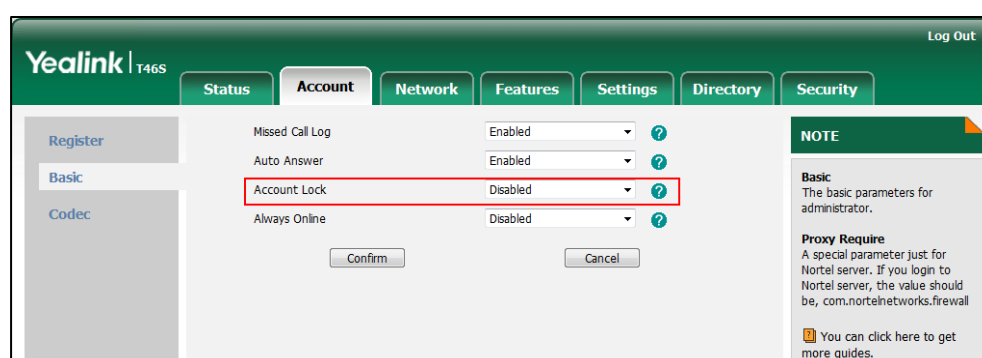 Log Out
Yealink | T46S
Status Account Network Features Settings Directory Security
Register
Basic
Codec
Missed Call Log Enabled ?
Auto Answer Enabled ?
Account Lock Disabled ?
Always Online Disabled ?
Confirm Cancel
NOTE
Basic
The basic parameters for
administrator.
Proxy Require
A special parameter just for
Nortel server. If you login to
Nortel server, the value should
be, com.nortelnetworks.firewall
? You can click here to get
more guides.